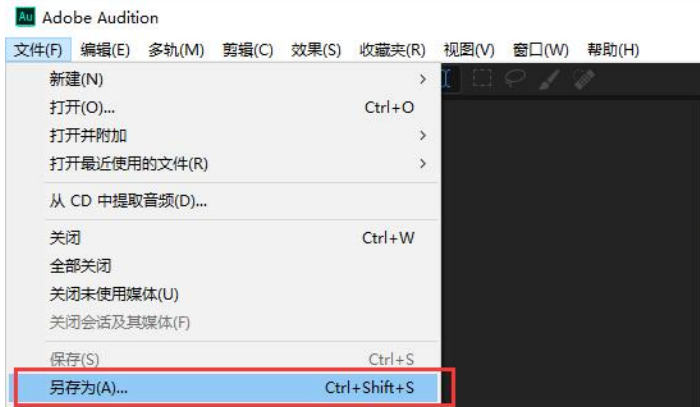 Au Adobe Audition
文件(F) 编辑(E) 多轨(M) 剪辑(C) 效果(S) 收藏夹(R) 视图(V) 窗口(W) 帮助(H)
新建(N) >
打开(O)... Ctrl+O
打开并附加 >
打开最近使用的文件(R) >
从 CD 中提取音频(D)...
关闭 Ctrl+W
全部关闭
关闭未使用媒体(U)
关闭会话及其媒体(F)
保存(S) Ctrl+S
另存为(A)... Ctrl+Shift+S